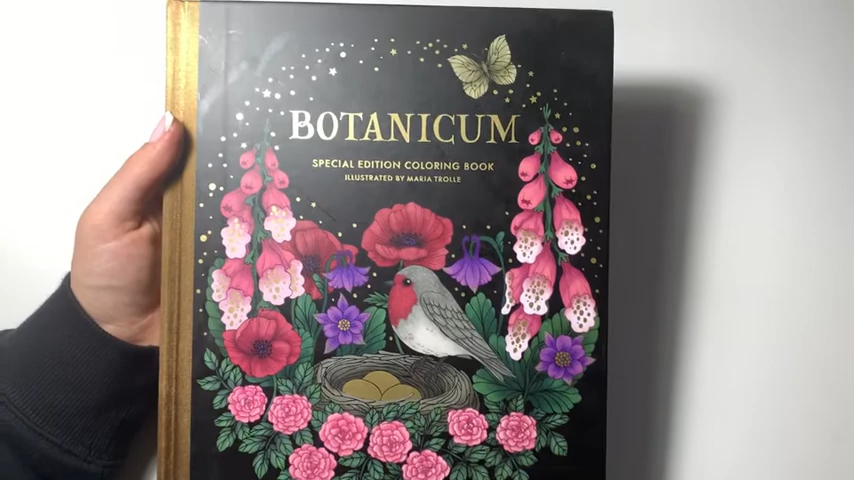 BOTANICUM
SPECIAL EDITION COLORING BOOK
ILLUSTRATED BY MARIA TROLLE